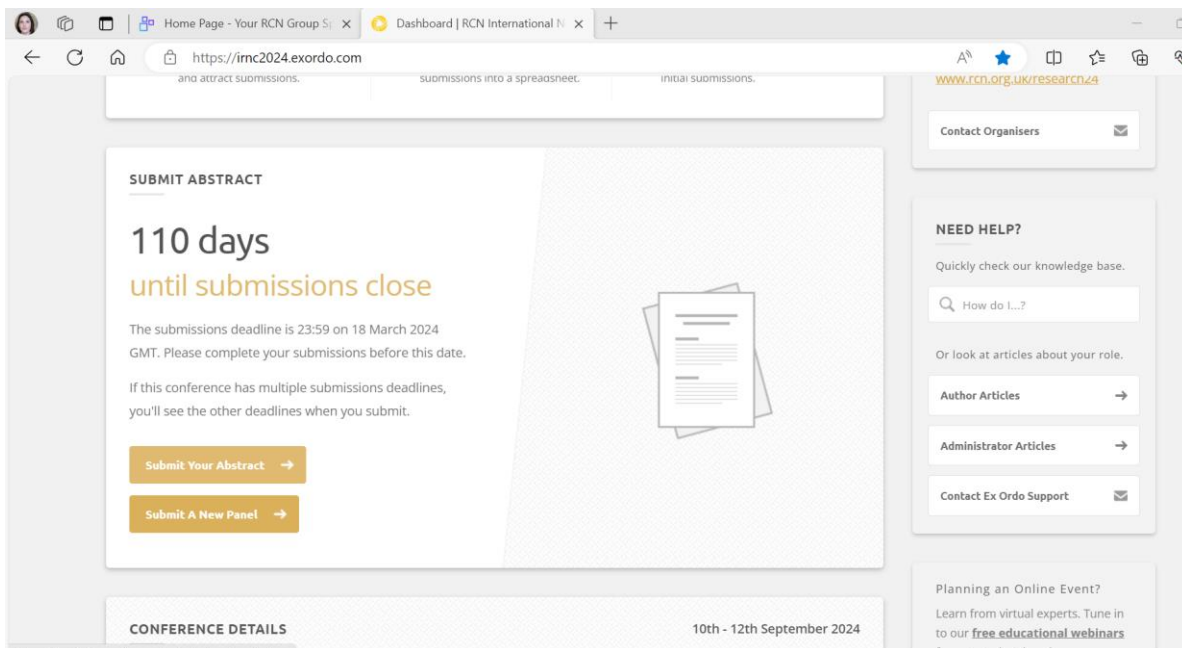 Home Page - Your RCN Group Sp
Dashboard | RCN International N
https://irnc2024.exordo.com
and attract submissions.
submissions into a spreadsheet.
initial submissions.
www.rcn.org.uk/research24
Contact Organisers
SUBMIT ABSTRACT
110 days
until submissions close
The submissions deadline is 23:59 on 18 March 2024
GMT. Please complete your submissions before this date.
If this conference has multiple submissions deadlines,
you'll see the other deadlines when you submit.
Submit Your Abstract →
Submit A New Panel →
NEED HELP?
Quickly check our knowledge base.
How do I...?
Or look at articles about your role.
Author Articles →
Administrator Articles →
Contact Ex Ordo Support
CONFERENCE DETAILS
10th - 12th September 2024
Planning an Online Event?
Learn from virtual experts. Tune in
to our free educational webinars